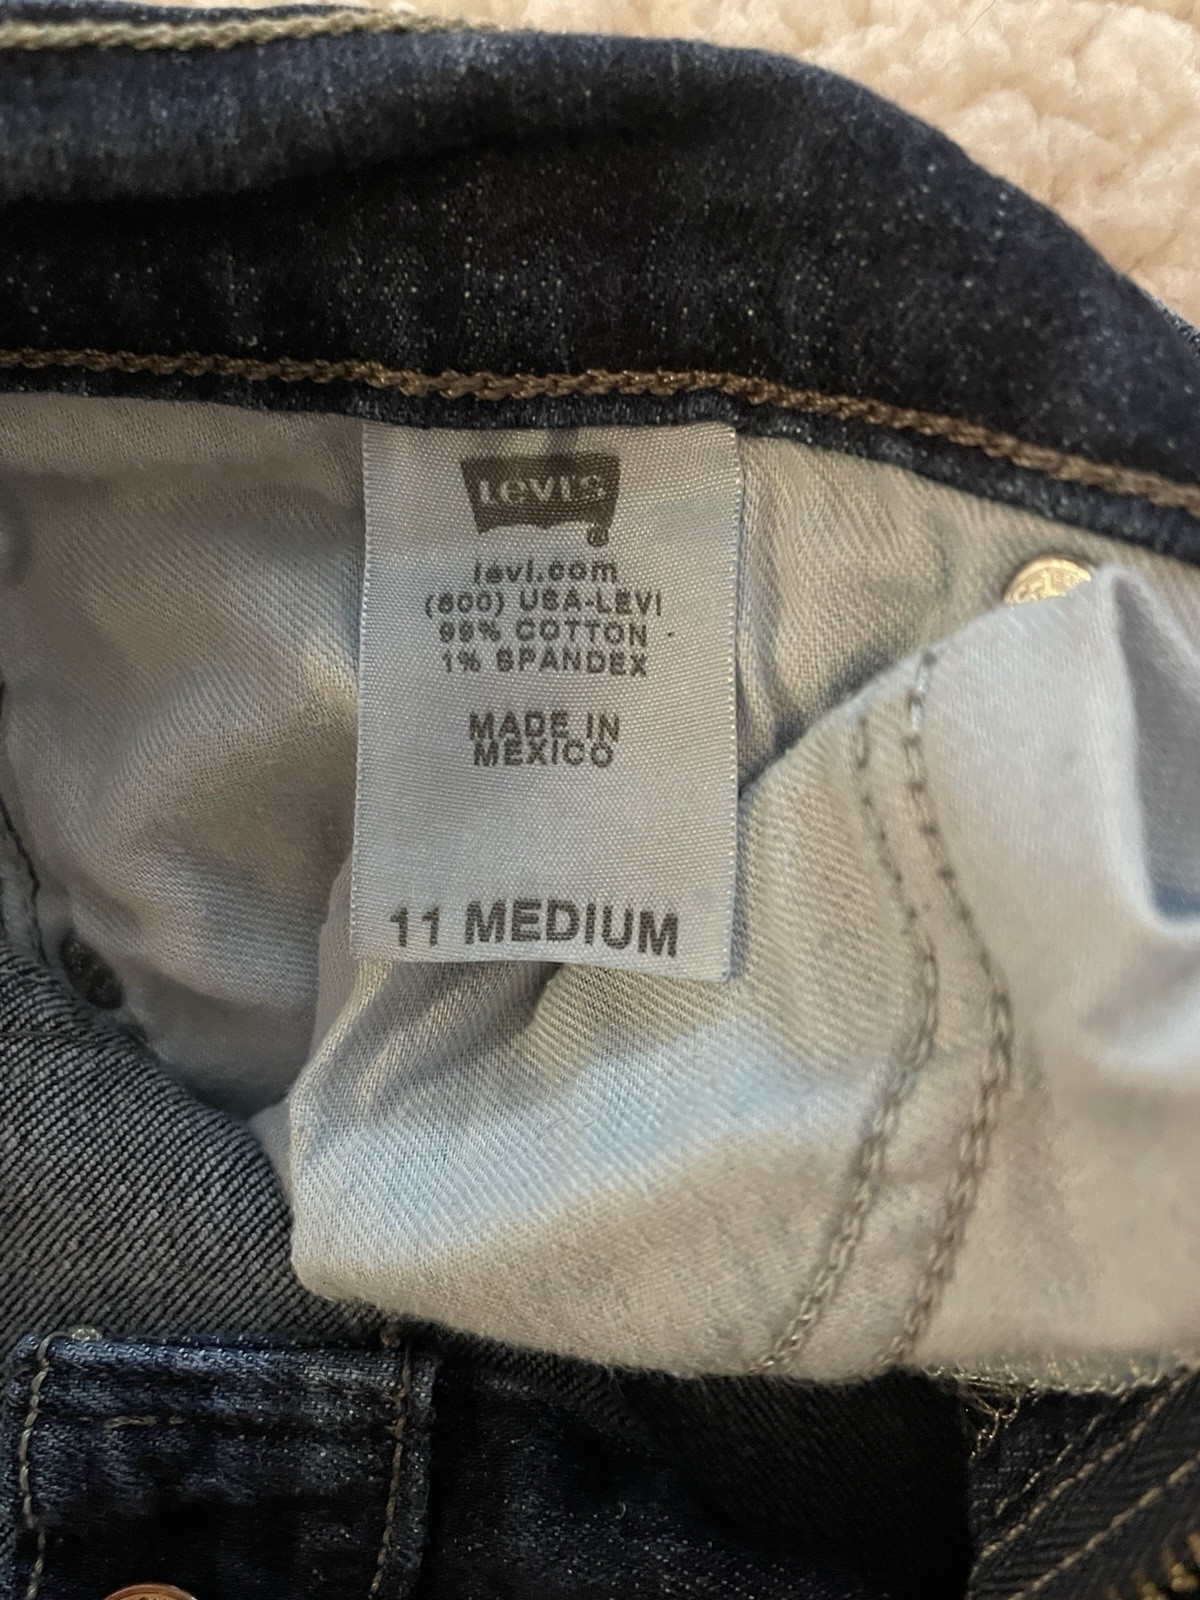 LEVI'S
levi.com
(800) USA-LEVI
99% COTTON
1% SPANDEX
MADE IN
MEXICO
11 MEDIUM